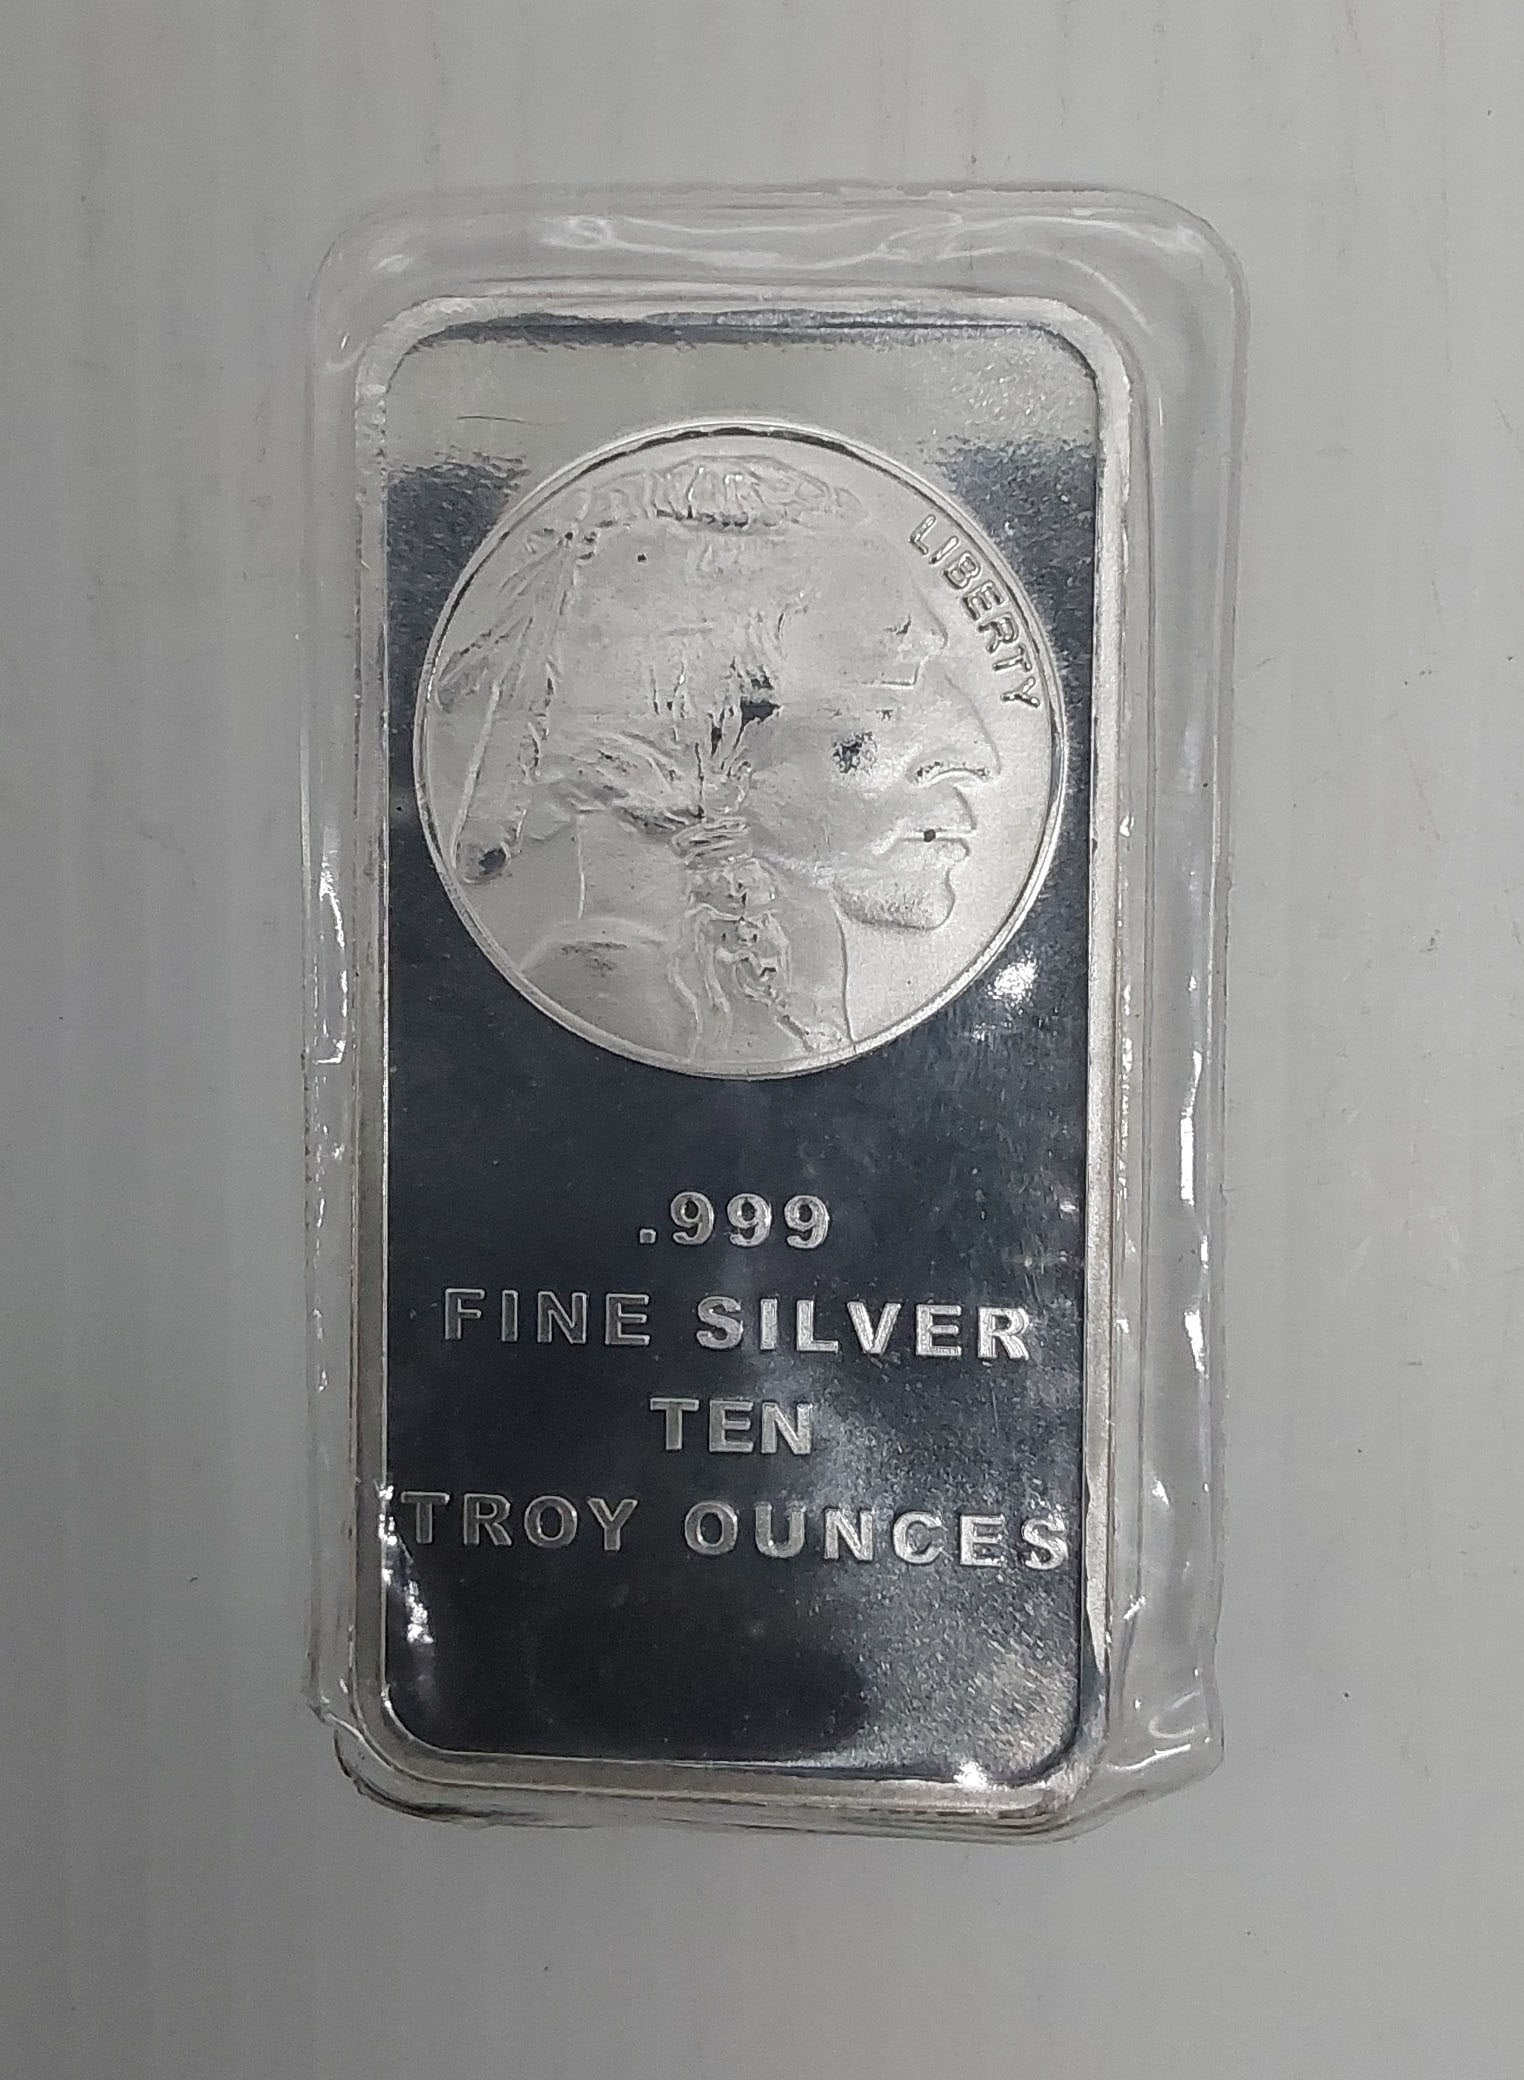 LIBERTY
.999
FINE SILVER
TEN
TROY OUNCES